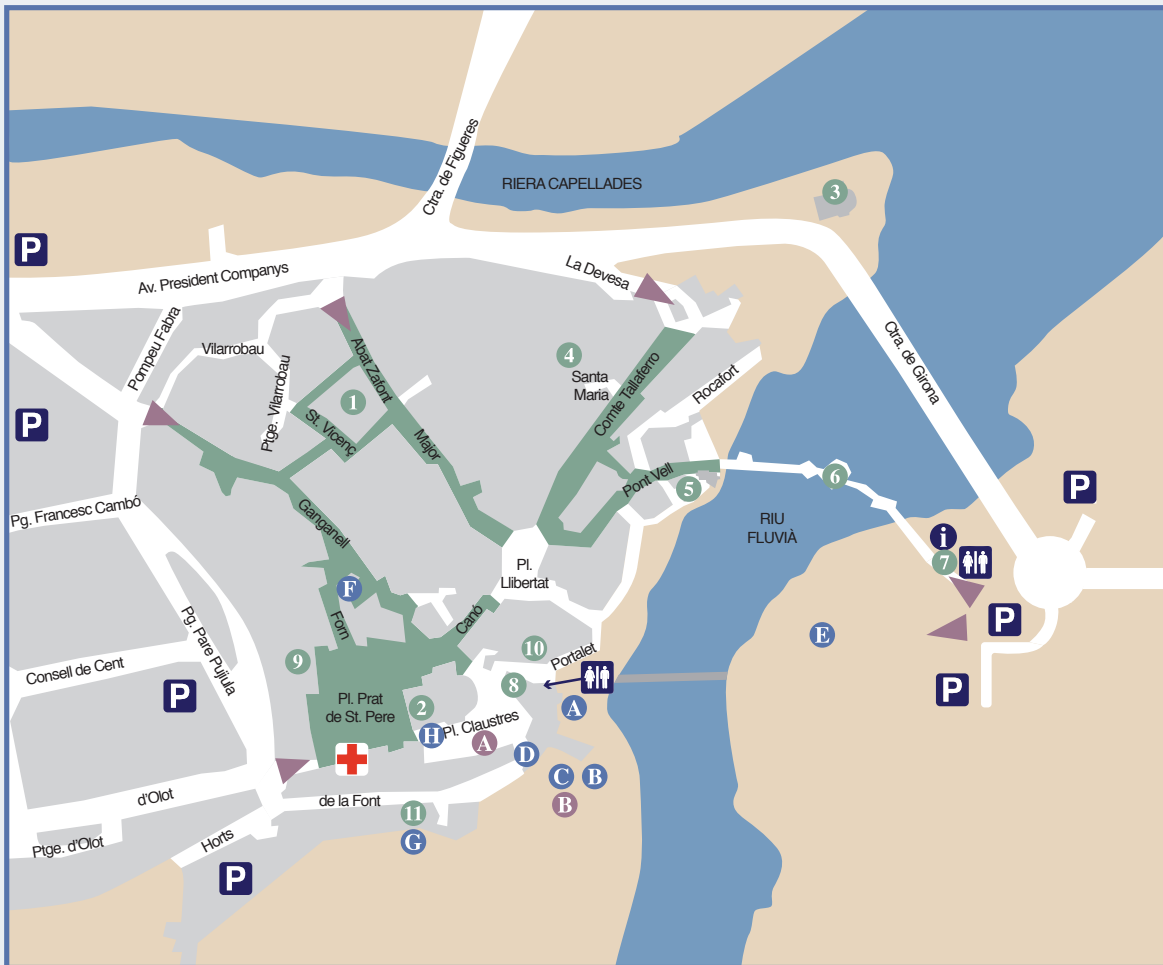 Ctra. de Figueres
RIERA CAPELLADES
3
P
Av. President Companys
La Devesa
Pompeu Fabra
Vilarrobau
Abat Zafont
4
Santa
Maria
Comte Tallaferro
Ctra. de Girona
Rocafort
P
Ptge. Vilarrobau
1
St. Vicenç
Major
Pont Vell
5
6
P
Pg. Francesc Cambó
Ganganell
RIU
FLUVIÀ
i
7
Pl.
Llibertat
F
Forn
Canó
P
E
Pg. Pare Pujula
Consell de Cent
9
10
Portalet
P
P
Pl. Prat
de St. Pere
8
2
A
H
Pl. Claustres
A
D
C
B
B
d'Olot
de la Font
11
G
Ptge. d'Olot
Horts
P